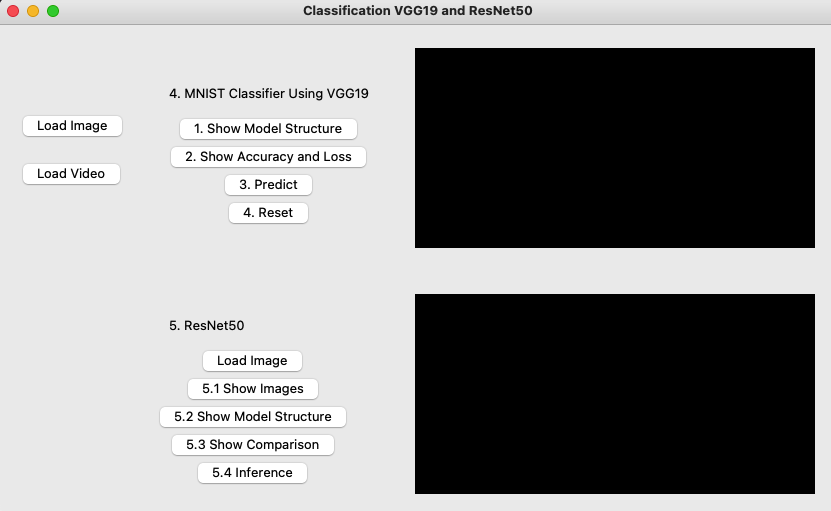 Classification VGG19 and ResNet50
Load Image
Load Video
4. MNIST Classifier Using VGG19
1. Show Model Structure
2. Show Accuracy and Loss
3. Predict
4. Reset
5. ResNet50
Load Image
5.1 Show Images
5.2 Show Model Structure
5.3 Show Comparison
5.4 Inference